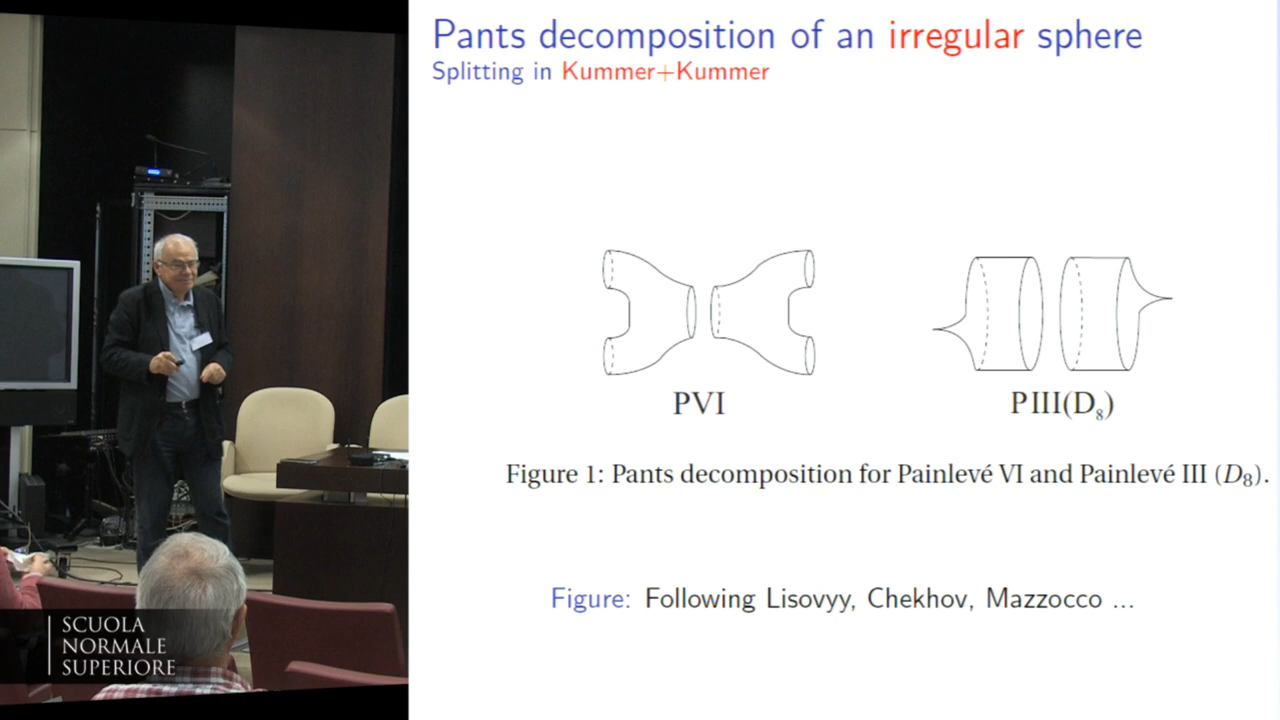 Pants decomposition of an irregular sphere
Splitting in Kummer+Kummer
PVI
PIII(D₈)
Figure 1: Pants decomposition for Painlevé VI and Painlevé III (D₈).
Figure: Following Lisovyy, Chekhov, Mazzocco ...
SCUOLA
NORMALE
SUPERIORE